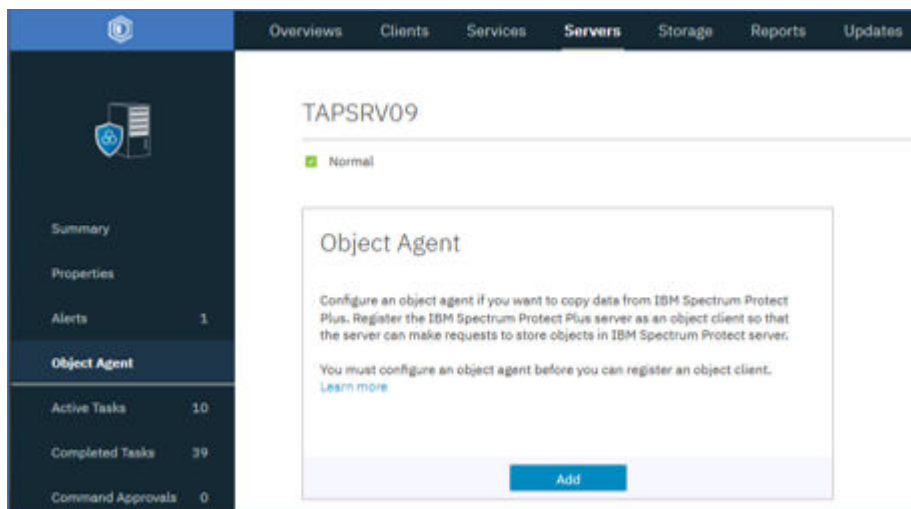 Overviews Clients Services Servers Storage Reports Updates
TAPSRV09
Normal
Summary
Properties
Alerts 1
Object Agent
Active Tasks 10
Completed Tasks 39
Command Approvals 0
Object Agent
Configure an object agent if you want to copy data from IBM Spectrum Protect
Plus. Register the IBM Spectrum Protect Plus server as an object client so that
the server can make requests to store objects in IBM Spectrum Protect server.
You must configure an object agent before you can register an object client.
Learn more
Add